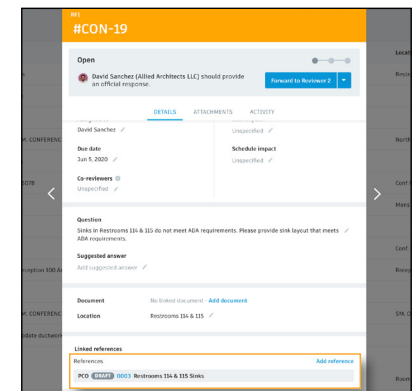 RFI
#CON-19
Open
David Sanchez (Allied Architects LLC) should provide
an official response.
Forward to Reviewer 2
DETAILS ATTACHMENTS ACTIVITY
David Sanchez
Unspecified
Due date
Schedule impact
Jun 5, 2020
Unspecified
Co-reviewers
Unspecified
Question
Sinks in Restrooms 114 & 115 do not meet ADA requirements. Please provide sink layout that meets
ADA requirements.
Suggested answer
Add suggested answer
Document No linked document - Add document
Location Restrooms 114 & 115
Linked references
References Add reference
PCO DRAFT 0003 Restrooms 114 & 115 Sinks